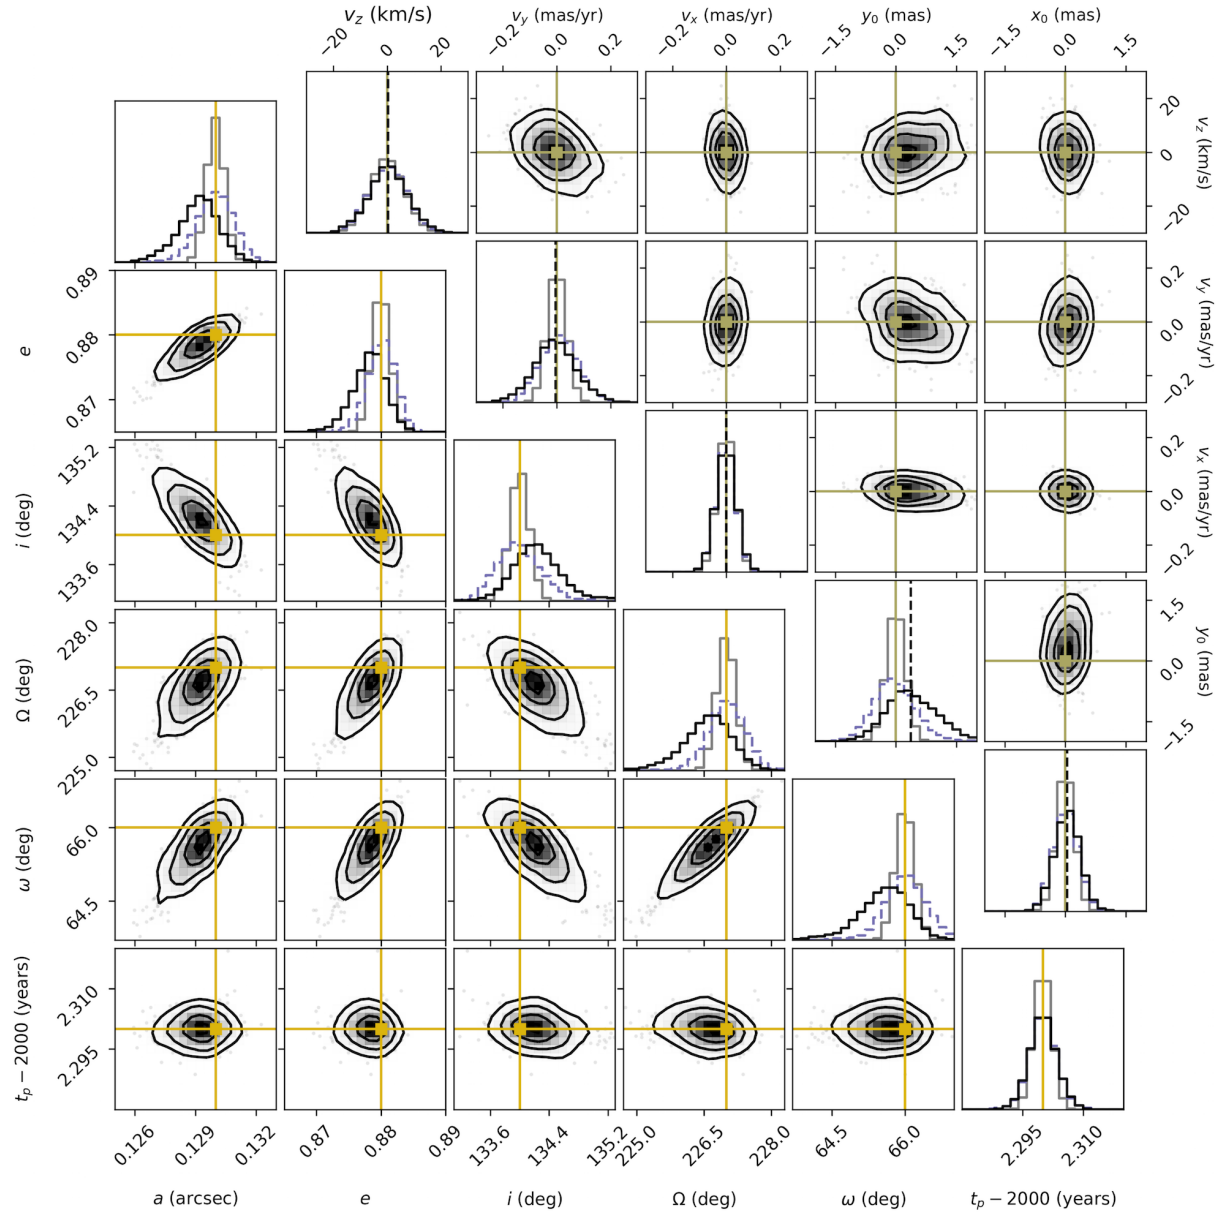 v_z (km/s) v_y (mas/yr) v_x (mas/yr) y_0 (mas) x_0 (mas)
−20 0 20 −0.2 0.0 0.2 −0.2 0.0 0.2 −1.5 0.0 1.5 −1.5 0.0 1.5
20 0 −20 v_z (km/s)
0.89 0.88 0.87 e
0.2 0.0 −0.2 v_y (mas/yr)
135.2 134.4 133.6 i (deg)
0.2 0.0 −0.2 v_x (mas/yr)
228.0 226.5 225.0 Ω (deg)
1.5 0.0 −1.5 y_0 (mas)
66.0 64.5 ω (deg)
2.310 2.295 t_p − 2000 (years)
0.126 0.129 0.132 0.87 0.88 0.89 133.6 134.4 135.2 225.0 226.5 228.0 64.5 66.0 2.295 2.310
a (arcsec) e i (deg) Ω (deg) ω (deg) t_p − 2000 (years)